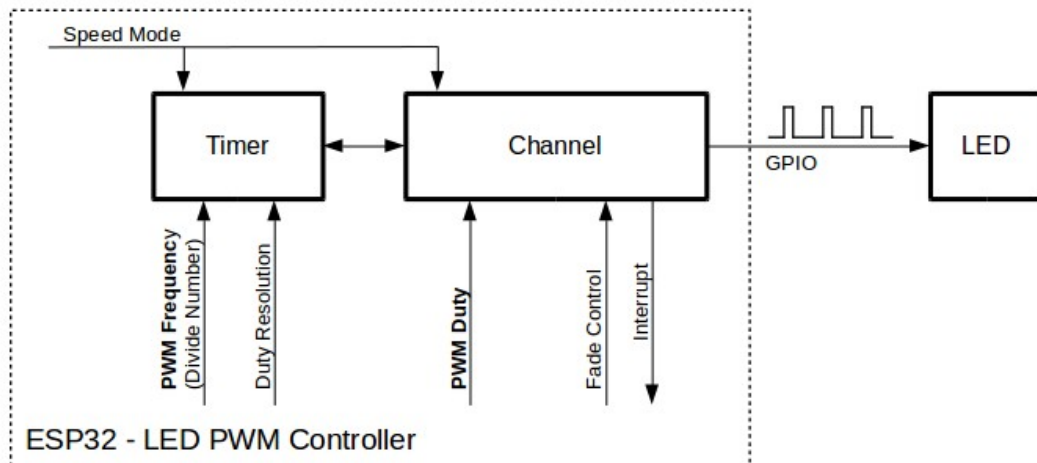 Speed Mode
Timer
Channel
GPIO
LED
PWM Frequency
(Divide Number)
Duty Resolution
PWM Duty
Fade Control
Interrupt
ESP32 - LED PWM Controller